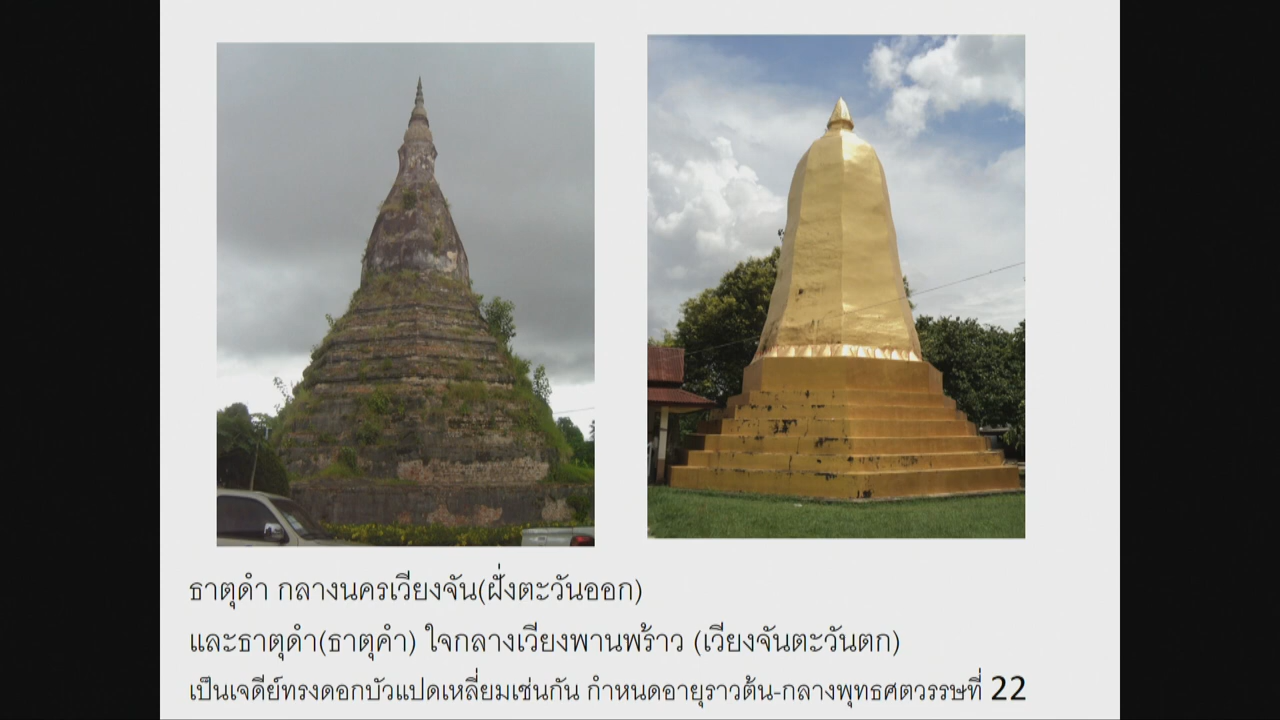 ธาตุดำ กลางนครเวียงจัน(ฝั่งตะวันออก)
และธาตุดำ(ธาตุคำ) ใจกลางเวียงพานพร้าว (เวียงจันตะวันตก)
เป็นเจดีย์ทรงดอกบัวแปดเหลี่ยมเช่นกัน กำหนดอายุราวต้น-กลางพุทธศตวรรษที่ 22